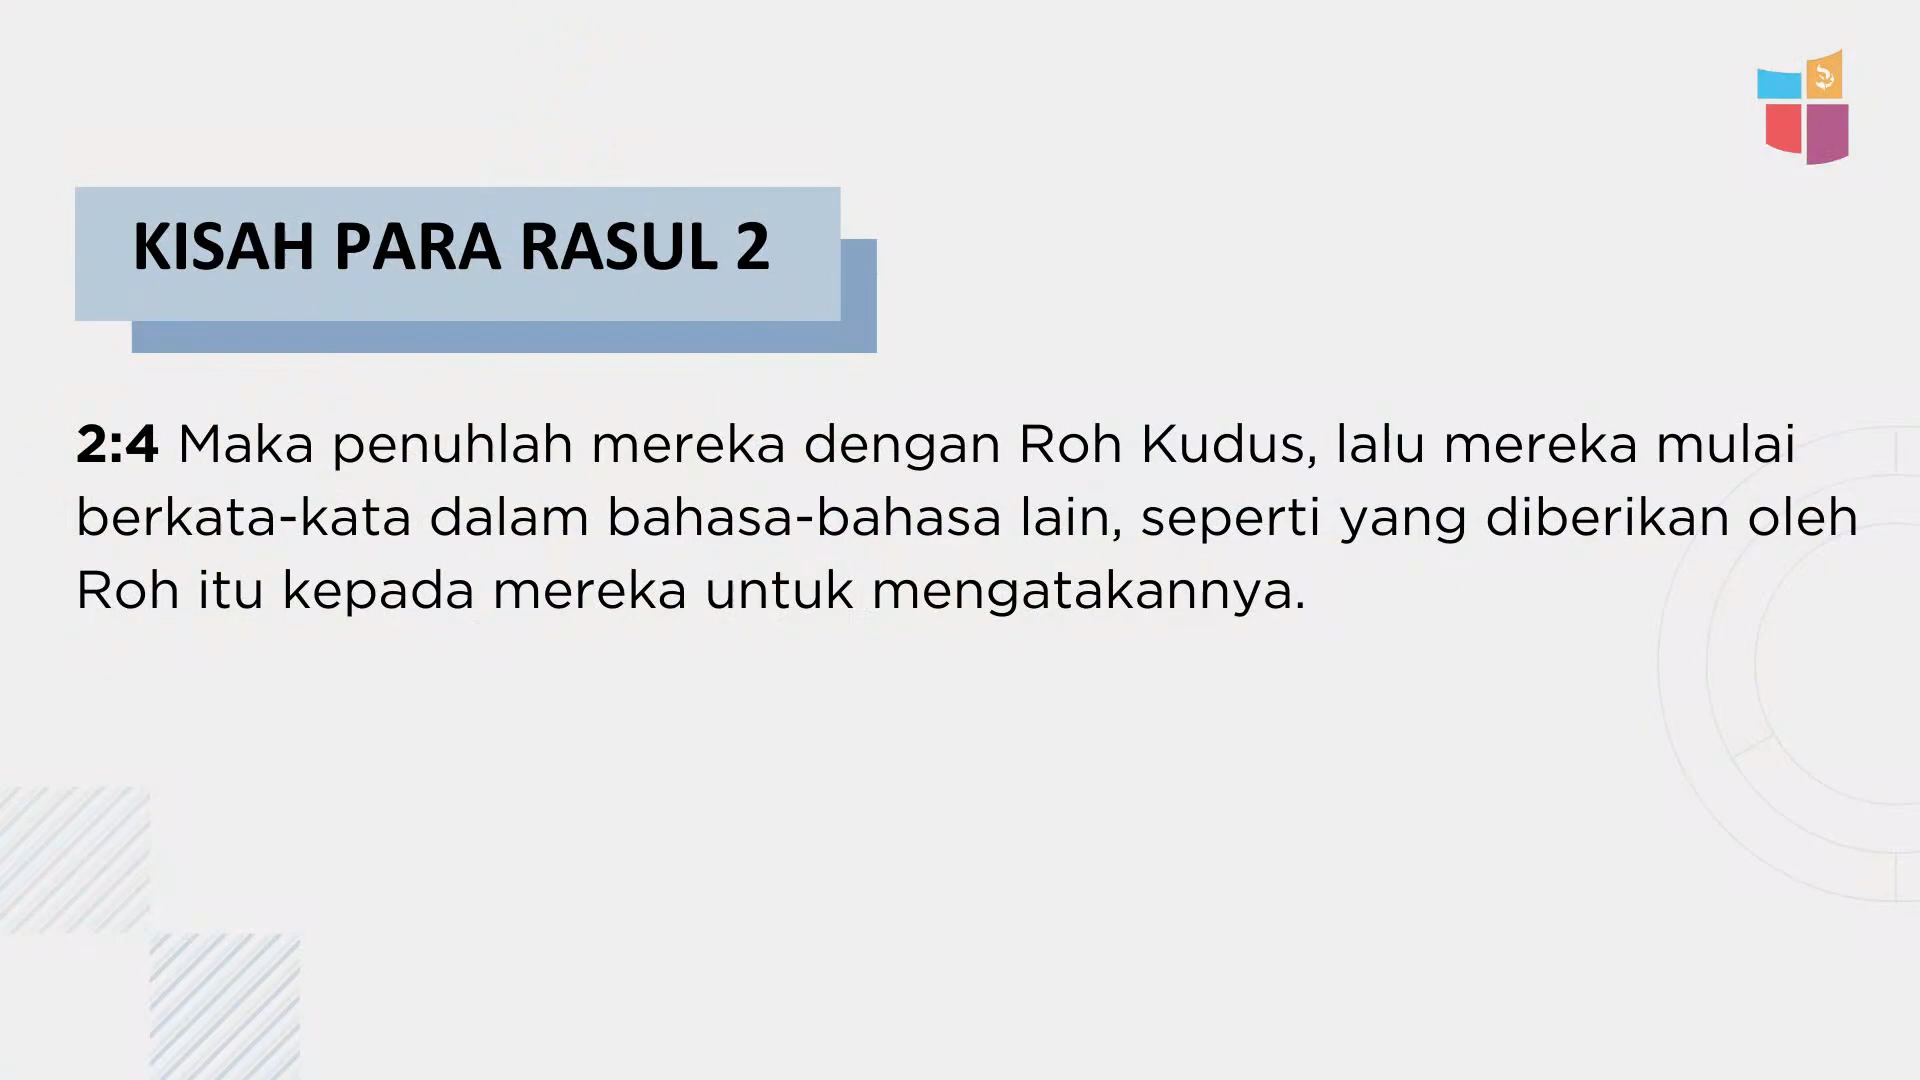 KISAH PARA RASUL 2
2:4 Maka penuhlah mereka dengan Roh Kudus, lalu mereka mulai
berkata-kata dalam bahasa-bahasa lain, seperti yang diberikan oleh
Roh itu kepada mereka untuk mengatakannya.